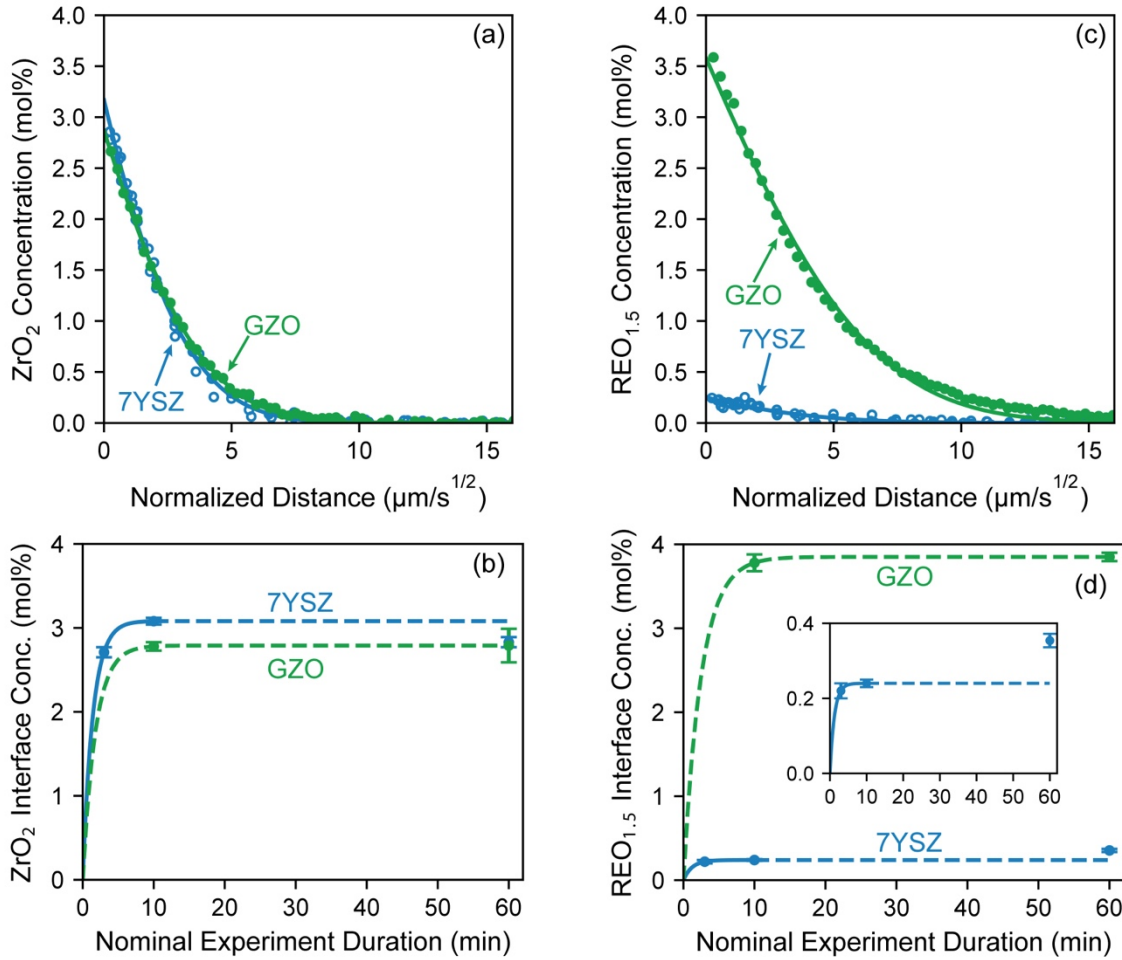 (a)
4.0
3.5
3.0
2.5
2.0
1.5
1.0
0.5
0.0
ZrO2 Concentration (mol%)
GZO
7YSZ
0 5 10 15
Normalized Distance (µm/s1/2)
(c)
4.0
3.5
3.0
2.5
2.0
1.5
1.0
0.5
0.0
REO1.5 Concentration (mol%)
GZO
7YSZ
0 5 10 15
Normalized Distance (µm/s1/2)
(b)
4
3
2
1
0
ZrO2 Interface Conc. (mol%)
7YSZ
GZO
0 10 20 30 40 50 60
Nominal Experiment Duration (min)
(d)
4
3
2
1
0
REO1.5 Interface Conc. (mol%)
GZO
0.4
0.2
0.0
0 10 20 30 40 50 60
7YSZ
0 10 20 30 40 50 60
Nominal Experiment Duration (min)